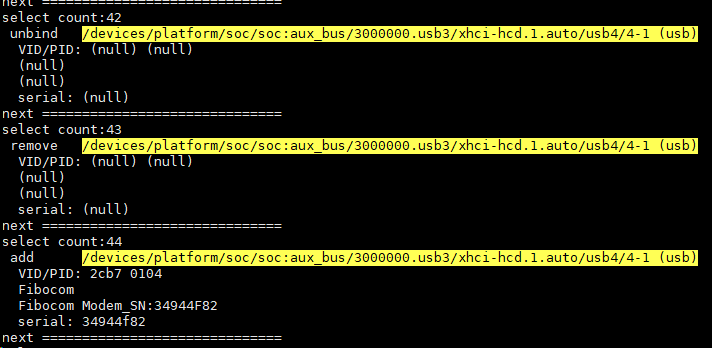 next ==============================
select count:42
unbind /devices/platform/soc/soc:aux_bus/3000000.usb3/xhci-hcd.1.auto/usb4/4-1 (usb)
VID/PID: (null) (null)
(null)
(null)
serial: (null)
next ==============================
select count:43
remove /devices/platform/soc/soc:aux_bus/3000000.usb3/xhci-hcd.1.auto/usb4/4-1 (usb)
VID/PID: (null) (null)
(null)
(null)
serial: (null)
next ==============================
select count:44
add /devices/platform/soc/soc:aux_bus/3000000.usb3/xhci-hcd.1.auto/usb4/4-1 (usb)
VID/PID: 2cb7 0104
Fibocom
Fibocom Modem_SN:34944F82
serial: 34944f82
next ==============================